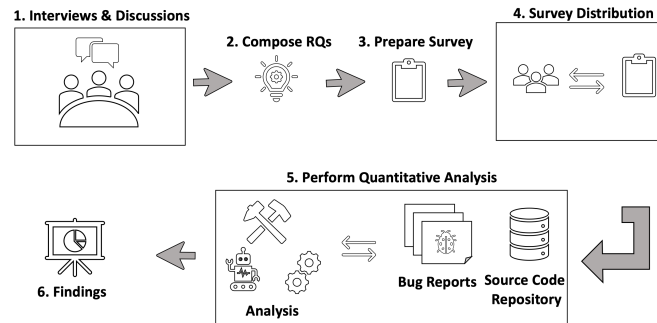 1. Interviews & Discussions
2. Compose RQs
3. Prepare Survey
4. Survey Distribution
5. Perform Quantitative Analysis
Analysis
Bug Reports
Source Code
Repository
6. Findings